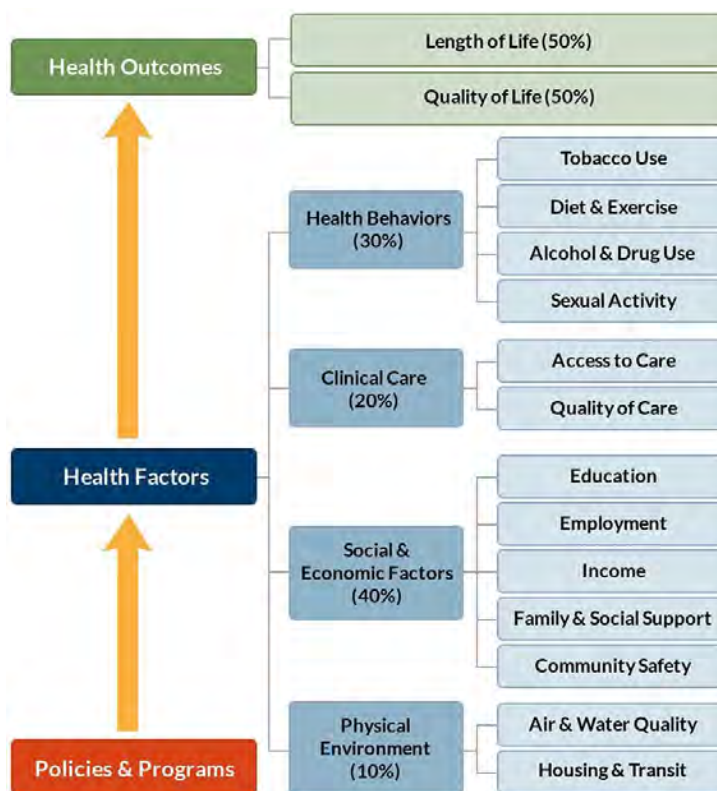 Health Outcomes
Length of Life (50%)
Quality of Life (50%)
Health Factors
Health Behaviors
(30%)
Tobacco Use
Diet & Exercise
Alcohol & Drug Use
Sexual Activity
Clinical Care
(20%)
Access to Care
Quality of Care
Social &
Economic Factors
(40%)
Education
Employment
Income
Family & Social Support
Community Safety
Physical
Environment
(10%)
Air & Water Quality
Housing & Transit
Policies & Programs